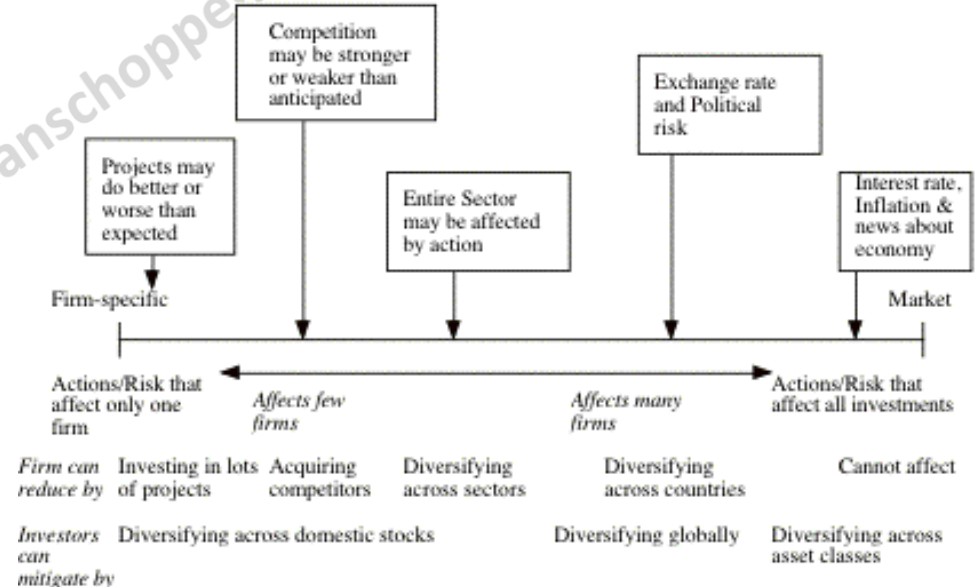 anschoppen
Competition
may be stronger
or weaker than
anticipated
Exchange rate
and Political
risk
Projects may
do better or
worse than
expected
Entire Sector
may be affected
by action
Interest rate,
Inflation &
news about
economy
Firm-specific
Market
Actions/Risk that
affect only one
firm
Affects few
firms
Affects many
firms
Actions/Risk that
affect all investments
Firm can
reduce by
Investing in lots
of projects
Acquiring
competitors
Diversifying
across sectors
Diversifying
across countries
Cannot affect
Investors
can
mitigate by
Diversifying across domestic stocks
Diversifying globally
Diversifying across
asset classes